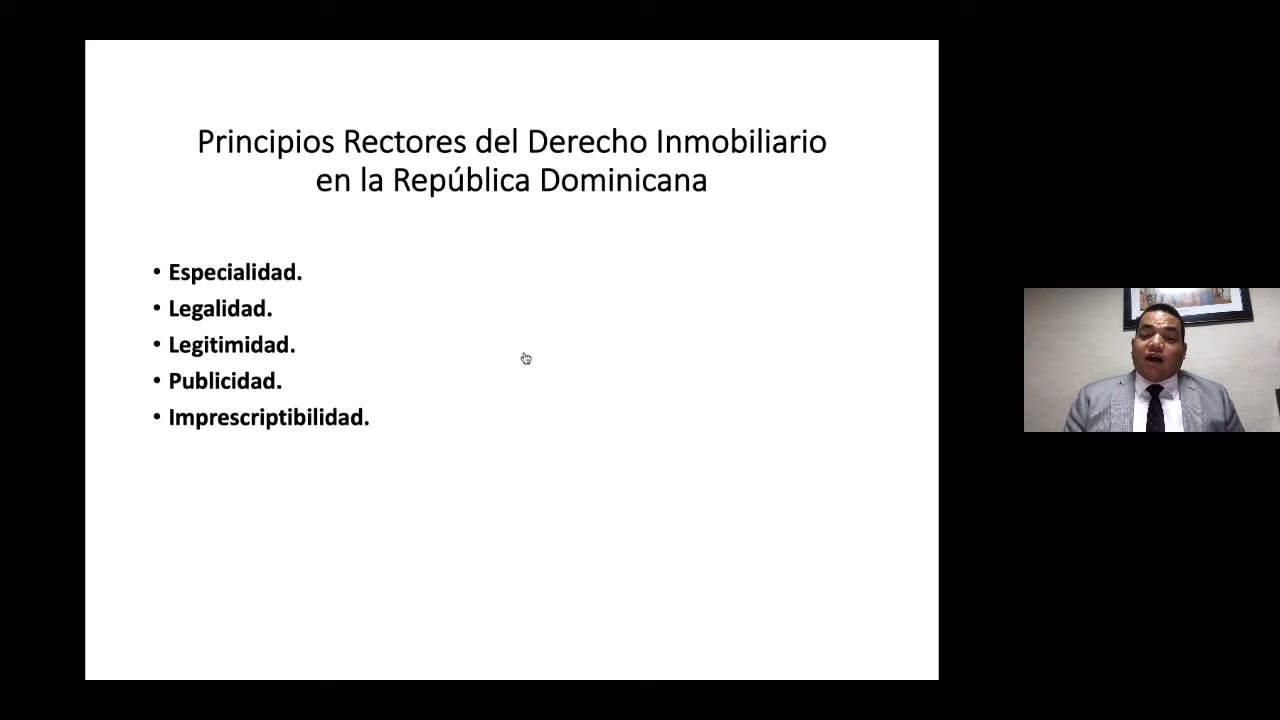 Principios Rectores del Derecho Inmobiliario
en la República Dominicana
• Especialidad.
• Legalidad.
• Legitimidad.
• Publicidad.
• Imprescriptibilidad.